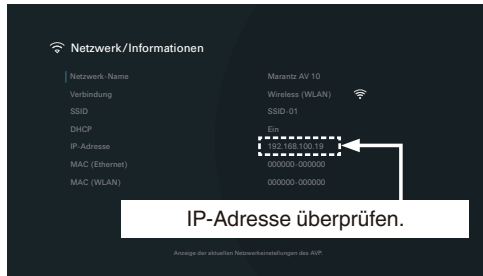 Netzwerk/Informationen
Netzwerk-Name Marantz AV 10
Verbindung Wireless (WLAN)
SSID SSID-01
DHCP Ein
IP-Adresse 192.168.100.19
MAC (Ethernet) 000000-000000
MAC (WLAN) 000000-000000
IP-Adresse überprüfen.
Anzeige der aktuellen Netzwerkeinstellungen des AVP.